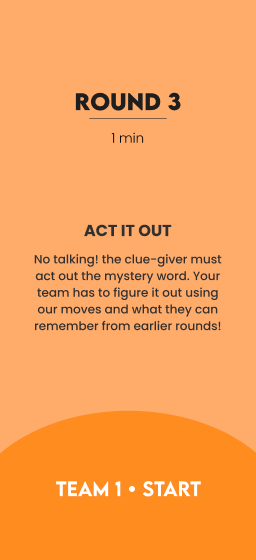 ROUND 3
1 min
ACT IT OUT
No talking! the clue-giver must
act out the mystery word. Your
team has to figure it out using
our moves and what they can
remember from earlier rounds!
TEAM 1 • START